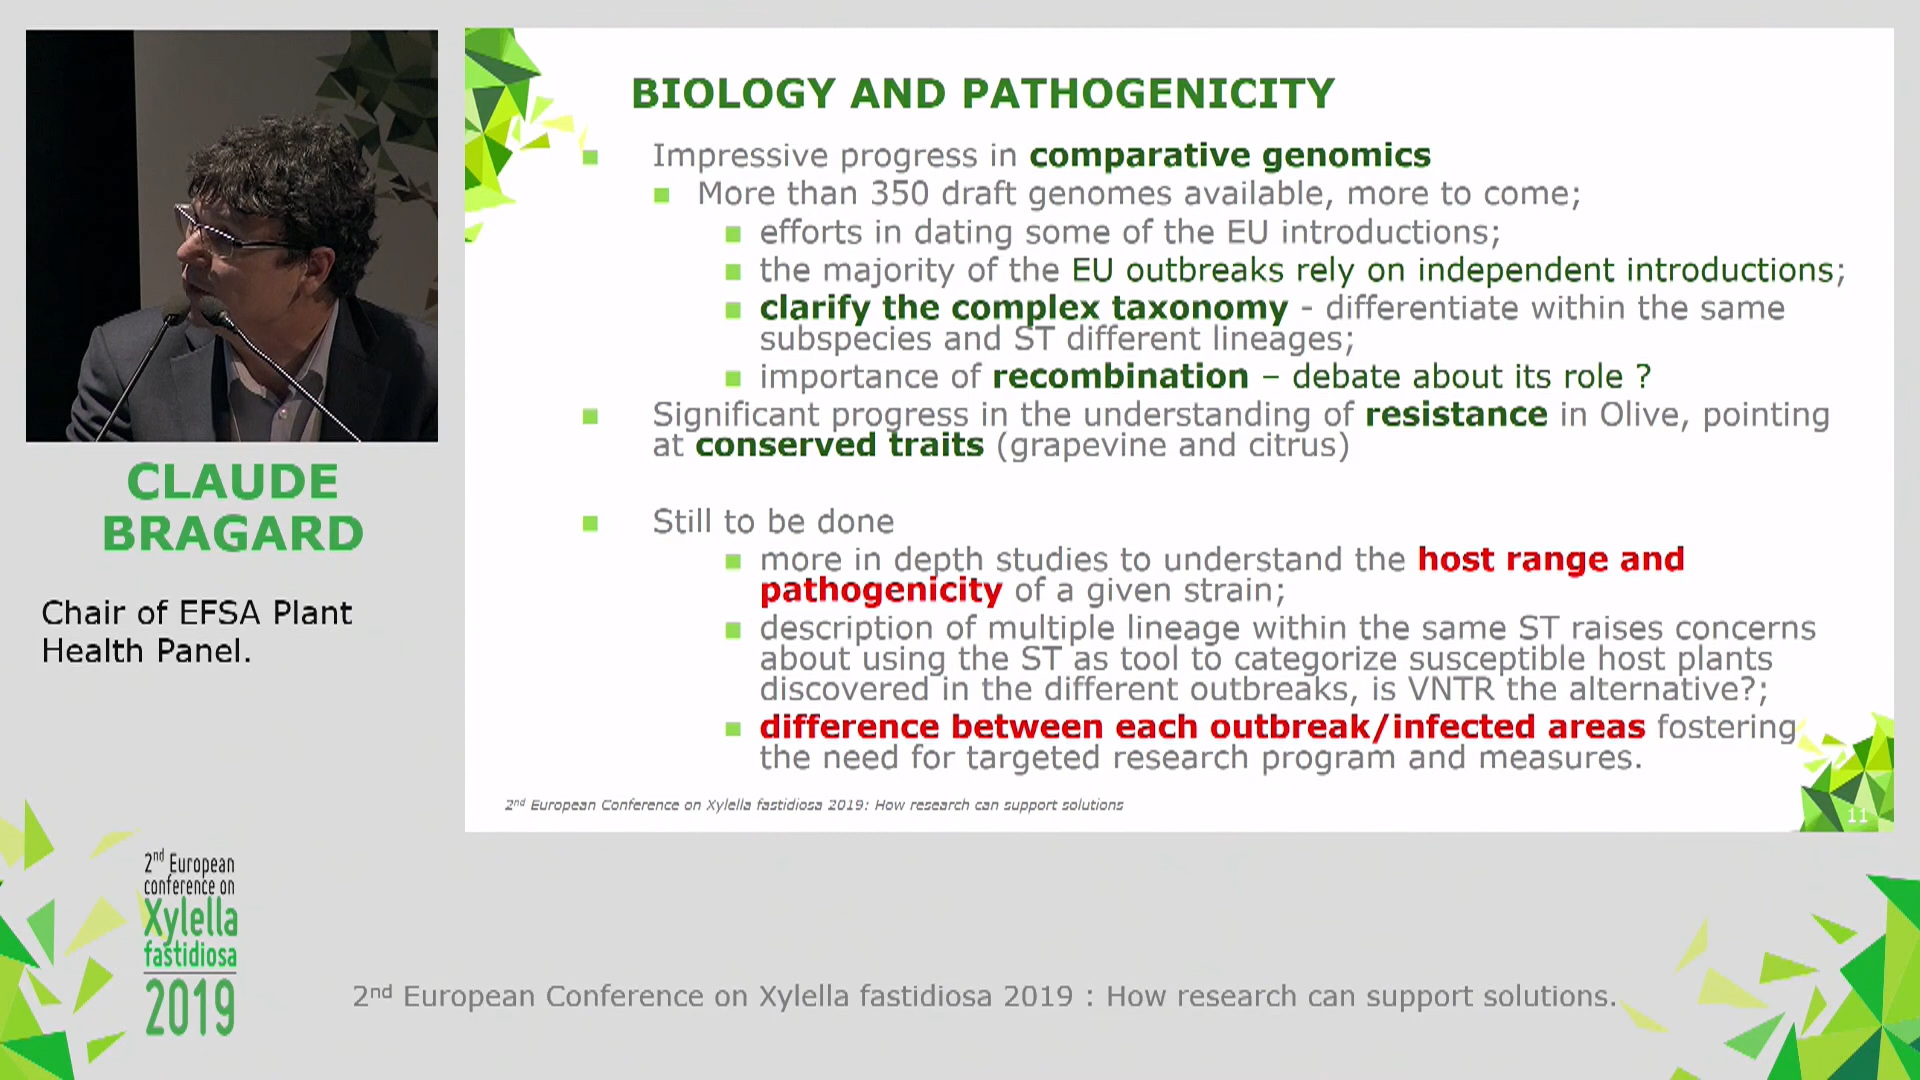 BIOLOGY AND PATHOGENICITY
Impressive progress in comparative genomics
More than 350 draft genomes available, more to come;
efforts in dating some of the EU introductions;
the majority of the EU outbreaks rely on independent introductions;
clarify the complex taxonomy - differentiate within the same
subspecies and ST different lineages;
importance of recombination – debate about its role ?
Significant progress in the understanding of resistance in Olive, pointing
at conserved traits (grapevine and citrus)
Still to be done
more in depth studies to understand the host range and
pathogenicity of a given strain;
description of multiple lineage within the same ST raises concerns
about using the ST as tool to categorize susceptible host plants
discovered in the different outbreaks, is VNTR the alternative?;
difference between each outbreak/infected areas fostering
the need for targeted research program and measures.
2nd European Conference on Xylella fastidiosa 2019: How research can support solutions
11
CLAUDE
BRAGARD
Chair of EFSA Plant
Health Panel.
2nd European
conference on
Xylella
fastidiosa
2019
2nd European Conference on Xylella fastidiosa 2019 : How research can support solutions.